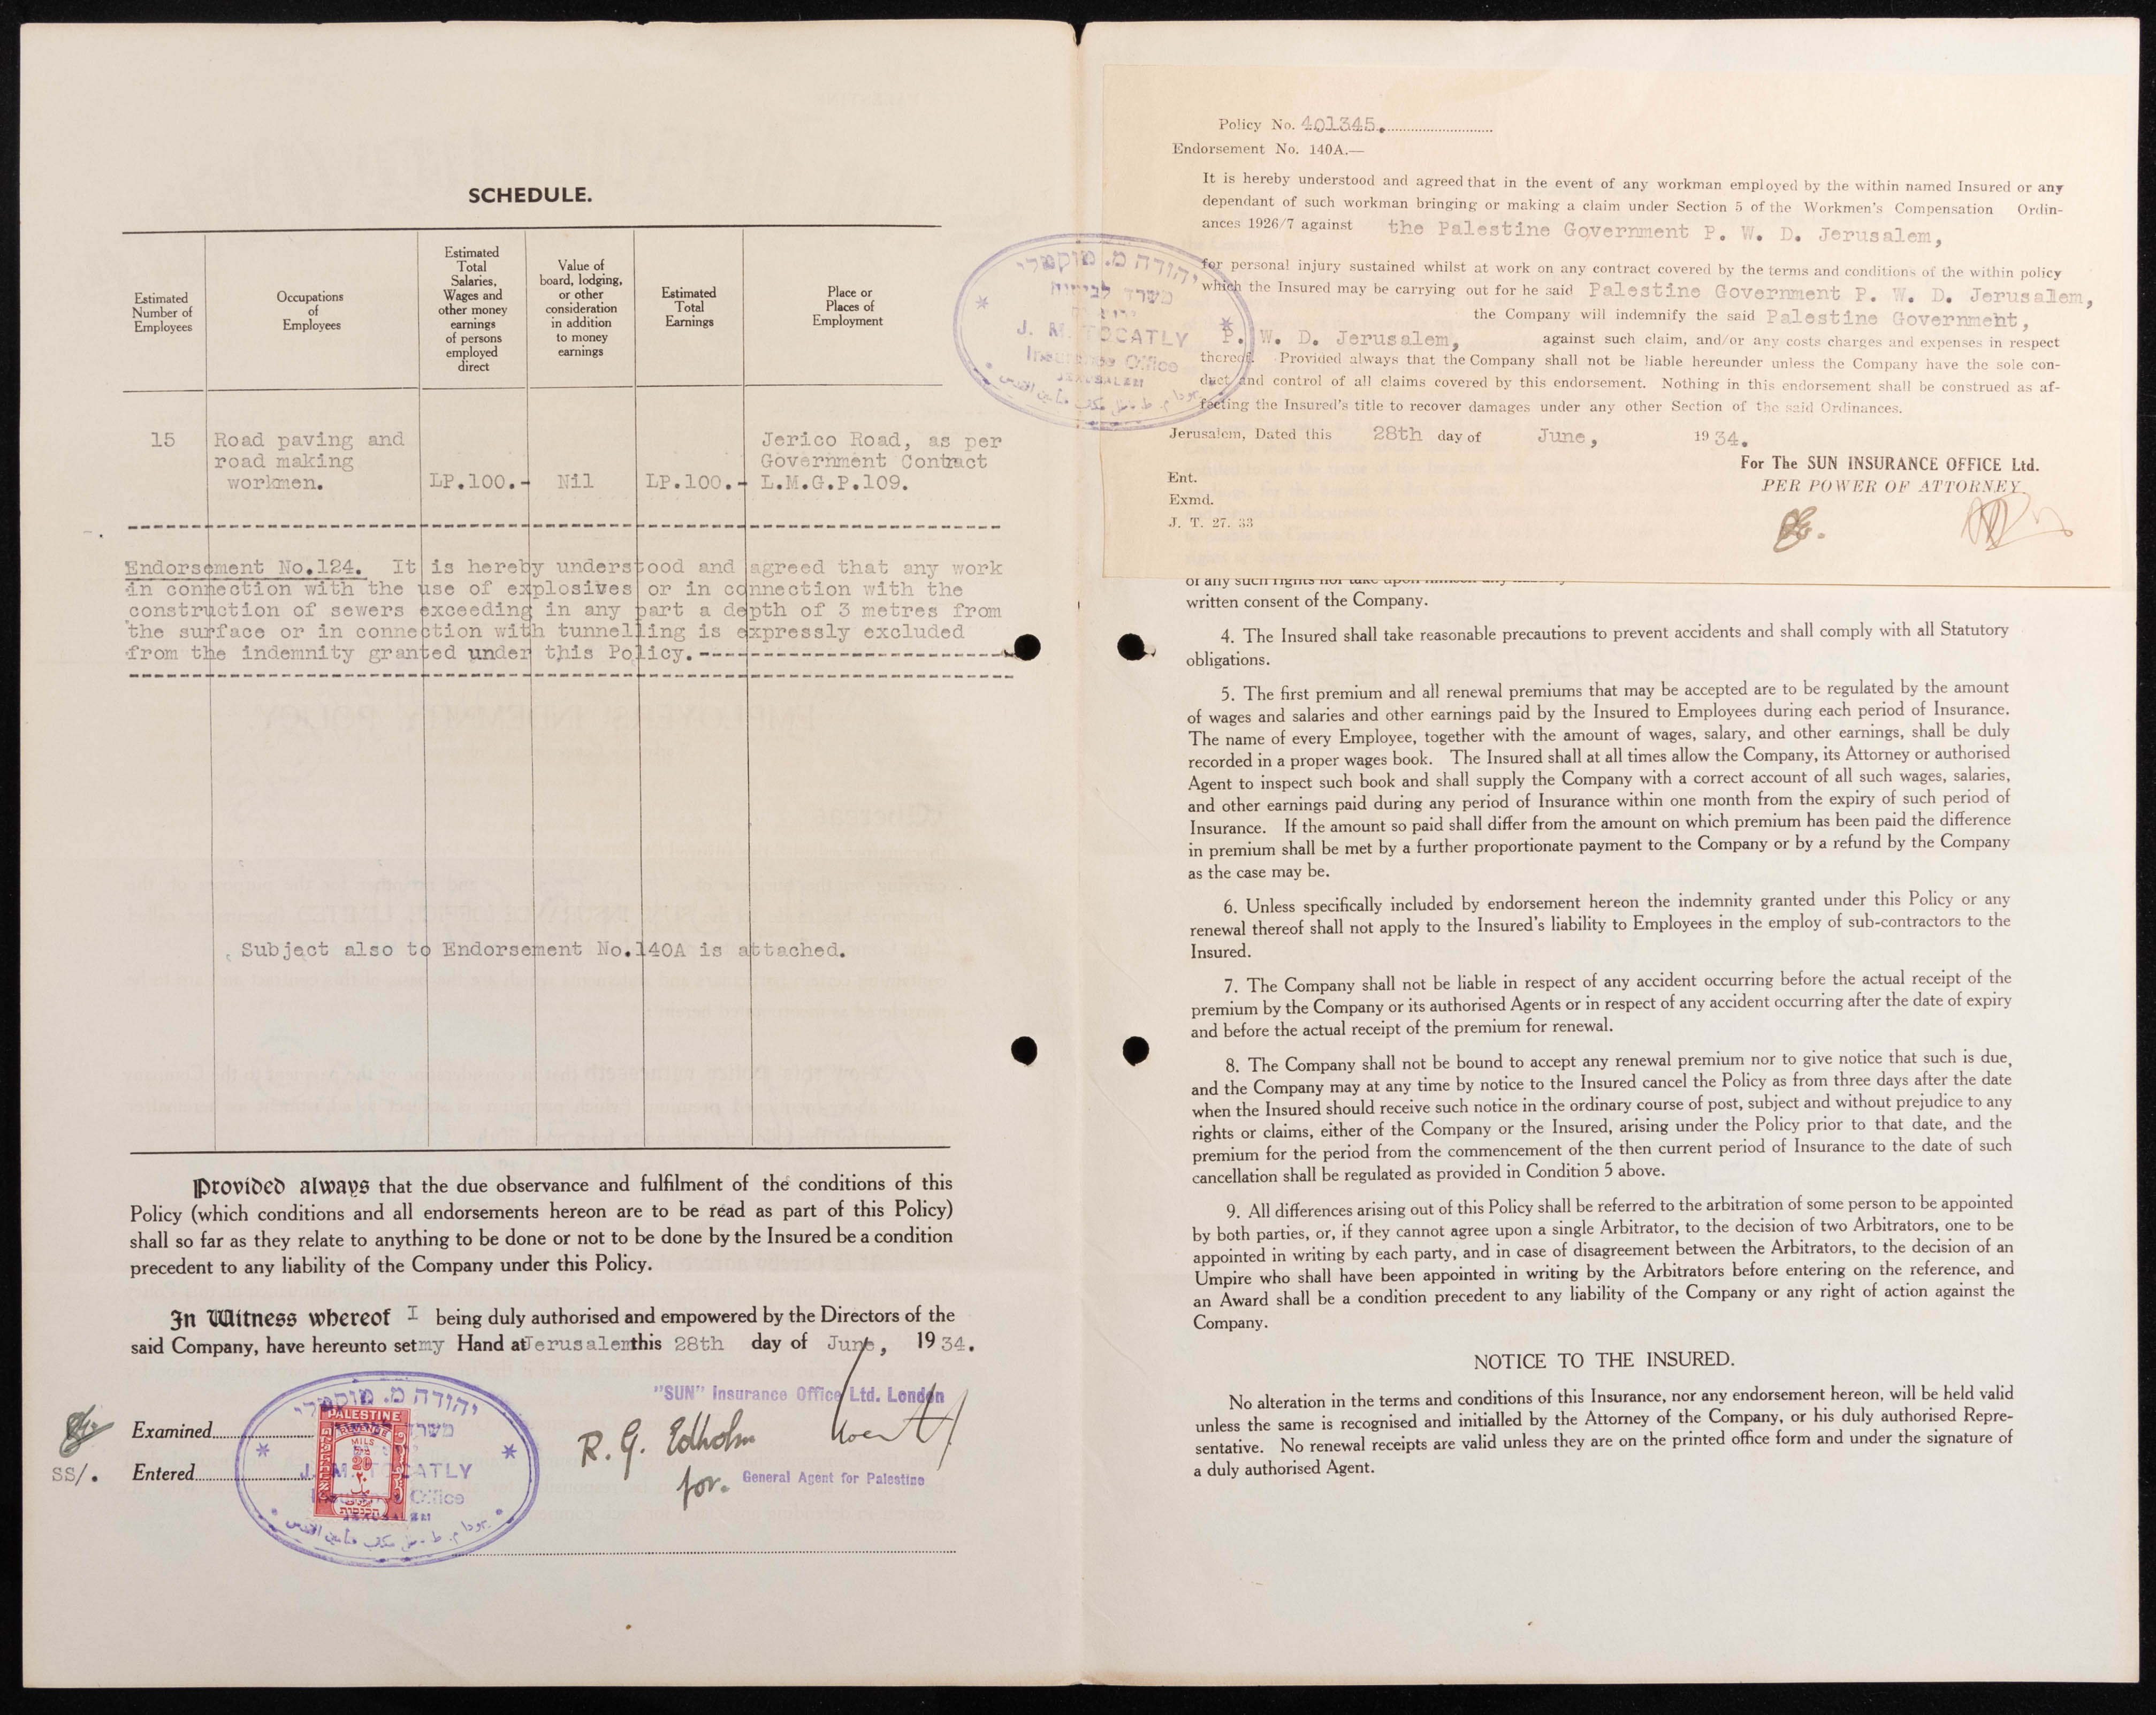 SCHEDULE.
Estimated
Number of
Employees
Occupations
of
Employees
Estimated
Total
Salaries,
Wages and
other money
earnings
of persons
employed
direct
Value of
board, lodging,
or other
consideration
in addition
to money
earnings
Estimated
Total
Earnings
Place or
Places of
Employment
15
Road paving and
road making
workmen.
LP.100.-
Nil
LP.100.-
Jerico Road, as per
Government Contract
L.M.G.P.109.
Endorsement No.124. It is hereby understood and agreed that any work
in connection with the use of explosives or in connection with the
construction of sewers exceeding in any part a depth of 3 metres from
the surface or in connection with tunnelling is expressly excluded
from the indemnity granted under this Policy.-
Subject also to Endorsement No.140A is attached.
Provided always that the due observance and fulfilment of the conditions of this
Policy (which conditions and all endorsements hereon are to be read as part of this Policy)
shall so far as they relate to anything to be done or not to be done by the Insured be a condition
precedent to any liability of the Company under this Policy.
In Witness whereof I being duly authorised and empowered by the Directors of the
said Company, have hereunto set my Hand at Jerusalem this 28th day of June, 1934.
"SUN" Insurance Office Ltd. London
R. G. Edholm
for. General Agent for Palestine
Examined
SS/. Entered
יהודה מ. טוקטלי
משרד
PALESTINE
REVENUE
MILS
20
٢٠
J. M. TOCATLY
Office
JERUSALEM
Policy No. 401345.
Endorsement No. 140A.—
It is hereby understood and agreed that in the event of any workman employed by the within named Insured or any
dependant of such workman bringing or making a claim under Section 5 of the Workmen's Compensation Ordin-
ances 1926/7 against the Palestine Government P. W. D. Jerusalem,
for personal injury sustained whilst at work on any contract covered by the terms and conditions of the within policy
which the Insured may be carrying out for he said Palestine Government P. W. D. Jerusalem,
the Company will indemnify the said Palestine Government,
P. W. D. Jerusalem, against such claim, and/or any costs charges and expenses in respect
thereof. Provided always that the Company shall not be liable hereunder unless the Company have the sole con-
duct and control of all claims covered by this endorsement. Nothing in this endorsement shall be construed as af-
fecting the Insured's title to recover damages under any other Section of the said Ordinances.
Jerusalem, Dated this 28th day of June, 1934.
For The SUN INSURANCE OFFICE Ltd.
PER POWER OF ATTORNEY
Ent.
Exmd.
J. T. 27. 33
יהודה מ. טוקטלי
משרד לביטוח
J. M. TOCATLY
Insurance Office
JERUSALEM
of any such rights nor take upon himself any
written consent of the Company.
4. The Insured shall take reasonable precautions to prevent accidents and shall comply with all Statutory
obligations.
5. The first premium and all renewal premiums that may be accepted are to be regulated by the amount
of wages and salaries and other earnings paid by the Insured to Employees during each period of Insurance.
The name of every Employee, together with the amount of wages, salary, and other earnings, shall be duly
recorded in a proper wages book. The Insured shall at all times allow the Company, its Attorney or authorised
Agent to inspect such book and shall supply the Company with a correct account of all such wages, salaries,
and other earnings paid during any period of Insurance within one month from the expiry of such period of
Insurance. If the amount so paid shall differ from the amount on which premium has been paid the difference
in premium shall be met by a further proportionate payment to the Company or by a refund by the Company
as the case may be.
6. Unless specifically included by endorsement hereon the indemnity granted under this Policy or any
renewal thereof shall not apply to the Insured's liability to Employees in the employ of sub-contractors to the
Insured.
7. The Company shall not be liable in respect of any accident occurring before the actual receipt of the
premium by the Company or its authorised Agents or in respect of any accident occurring after the date of expiry
and before the actual receipt of the premium for renewal.
8. The Company shall not be bound to accept any renewal premium nor to give notice that such is due,
and the Company may at any time by notice to the Insured cancel the Policy as from three days after the date
when the Insured should receive such notice in the ordinary course of post, subject and without prejudice to any
rights or claims, either of the Company or the Insured, arising under the Policy prior to that date, and the
premium for the period from the commencement of the then current period of Insurance to the date of such
cancellation shall be regulated as provided in Condition 5 above.
9. All differences arising out of this Policy shall be referred to the arbitration of some person to be appointed
by both parties, or, if they cannot agree upon a single Arbitrator, to the decision of two Arbitrators, one to be
appointed in writing by each party, and in case of disagreement between the Arbitrators, to the decision of an
Umpire who shall have been appointed in writing by the Arbitrators before entering on the reference, and
an Award shall be a condition precedent to any liability of the Company or any right of action against the
Company.
NOTICE TO THE INSURED.
No alteration in the terms and conditions of this Insurance, nor any endorsement hereon, will be held valid
unless the same is recognised and initialled by the Attorney of the Company, or his duly authorised Repre-
sentative. No renewal receipts are valid unless they are on the printed office form and under the signature of
a duly authorised Agent.